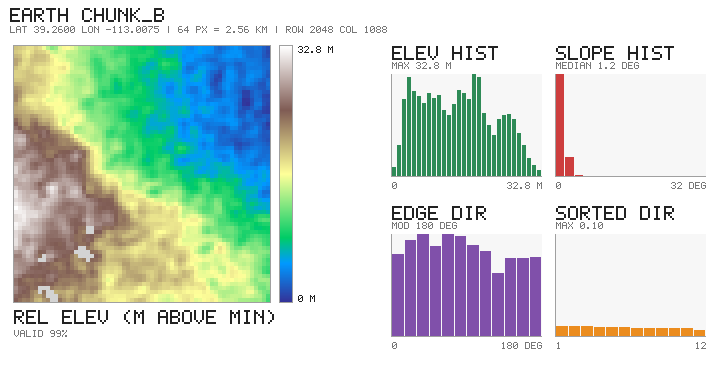 EARTH CHUNK_B
LAT 39.2600 LON -113.0075 | 64 PX = 2.56 KM | ROW 2048 COL 1088
32.8 M
0 M
REL ELEV (M ABOVE MIN)
VALID 99%
ELEV HIST
MAX 32.8 M
0 32.8 M
SLOPE HIST
MEDIAN 1.2 DEG
0 32 DEG
EDGE DIR
MOD 180 DEG
0 180 DEG
SORTED DIR
MAX 0.10
1 12